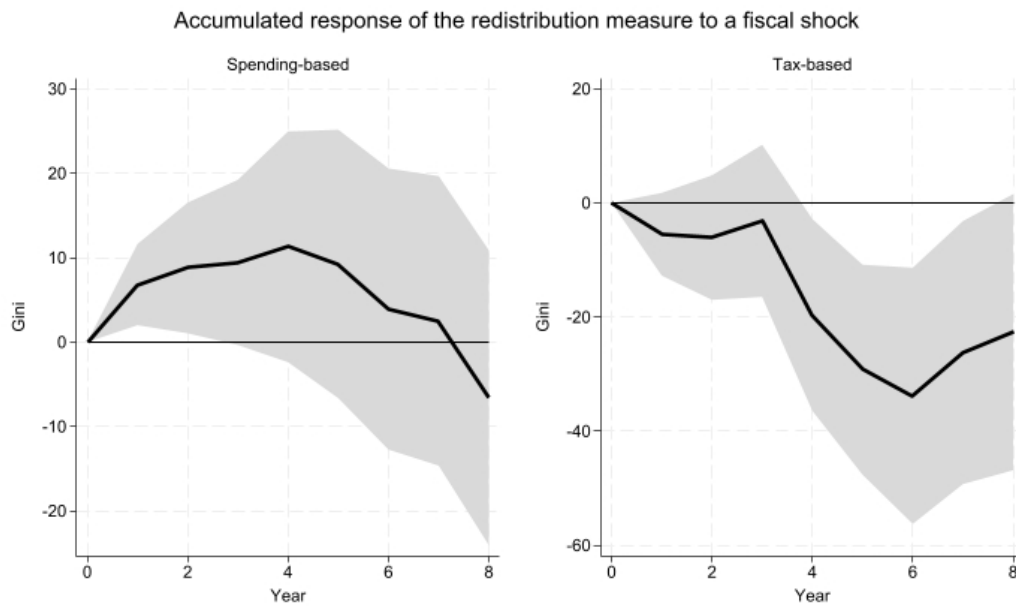 Accumulated response of the redistribution measure to a fiscal shock
Spending-based
30
20
10
0
-10
-20
Gini
0 2 4 6 8
Year
Tax-based
20
0
-20
-40
-60
Gini
0 2 4 6 8
Year